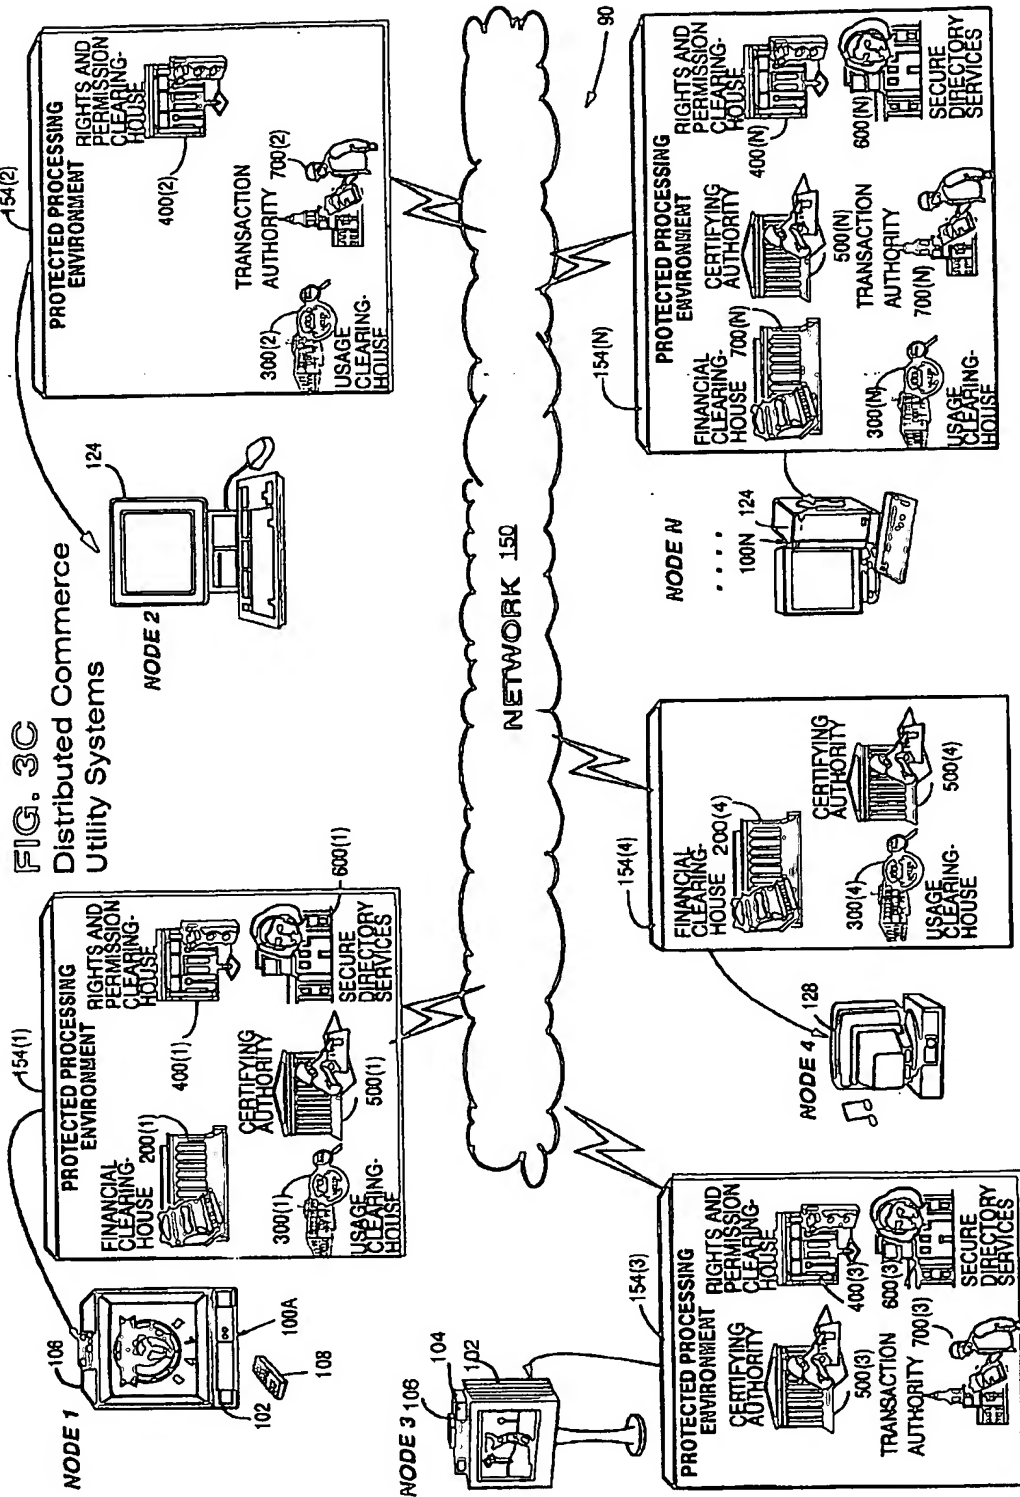 FIG. 3C
Distributed Commerce
Utility Systems
NODE 1
106
102
100A
108
154(1)
PROTECTED PROCESSING
ENVIRONMENT
FINANCIAL
CLEARING-
HOUSE 200(1)
RIGHTS AND
PERMISSION
CLEARING-
HOUSE
400(1)
300(1)
USAGE
CLEARING-
HOUSE
CERTIFYING
AUTHORITY
500(1)
600(1)
SECURE
DIRECTORY
SERVICES
NODE 2
124
154(2)
PROTECTED PROCESSING
ENVIRONMENT
RIGHTS AND
PERMISSION
CLEARING-
HOUSE
400(2)
300(2)
USAGE
CLEARING-
HOUSE
TRANSACTION
AUTHORITY 700(2)
NETWORK 150
90
NODE 3
104
106
102
154(3)
PROTECTED PROCESSING
ENVIRONMENT
CERTIFYING
AUTHORITY
500(3)
RIGHTS AND
PERMISSION
CLEARING-
HOUSE
400(3)
TRANSACTION
AUTHORITY 700(3)
600(3)
SECURE
DIRECTORY
SERVICES
NODE 4
128
154(4)
FINANCIAL
CLEARING-
HOUSE 200(4)
300(4)
USAGE
CLEARING-
HOUSE
CERTIFYING
AUTHORITY
500(4)
NODE N
. . . .
100N
124
154(N)
PROTECTED PROCESSING
ENVIRONMENT
FINANCIAL
CLEARING-
HOUSE
700(N)
CERTIFYING
AUTHORITY
500(N)
RIGHTS AND
PERMISSION
CLEARING-
HOUSE
400(N)
300(N)
USAGE
CLEARING-
HOUSE
TRANSACTION
AUTHORITY
700(N)
600(N)
SECURE
DIRECTORY
SERVICES